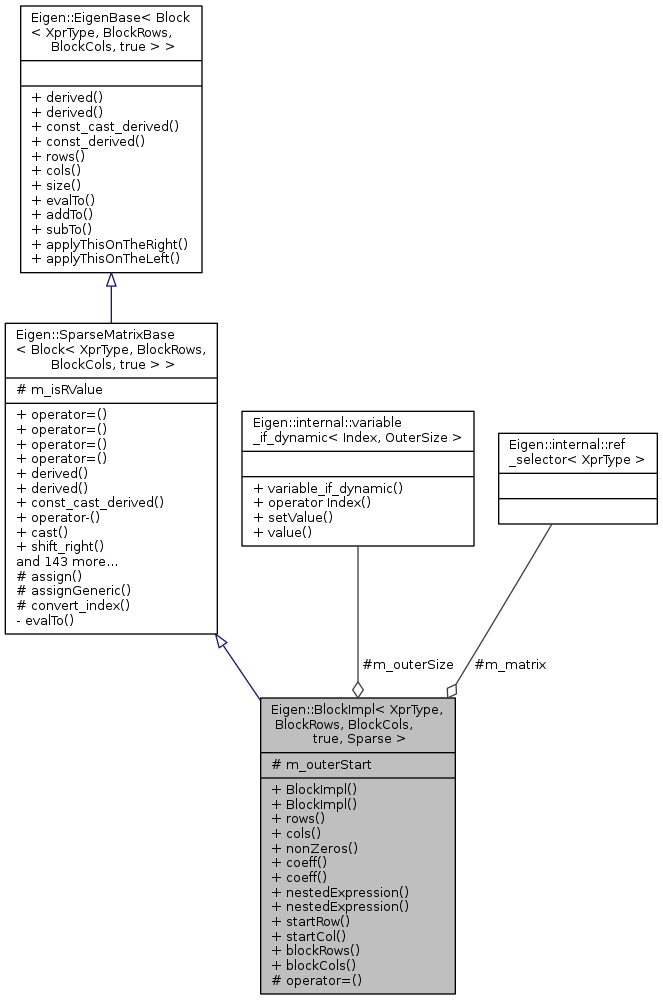 Eigen::EigenBase< Block
< XprType, BlockRows,
BlockCols, true > >
+ derived()
+ derived()
+ const_cast_derived()
+ const_derived()
+ rows()
+ cols()
+ size()
+ evalTo()
+ addTo()
+ subTo()
+ applyThisOnTheRight()
+ applyThisOnTheLeft()
Eigen::SparseMatrixBase
< Block< XprType, BlockRows,
BlockCols, true > >
# m_isRValue
+ operator=()
+ operator=()
+ operator=()
+ operator=()
+ derived()
+ derived()
+ const_cast_derived()
+ operator-()
+ cast()
+ shift_right()
and 143 more...
# assign()
# assignGeneric()
# convert_index()
- evalTo()
Eigen::internal::variable
_if_dynamic< Index, OuterSize >
+ variable_if_dynamic()
+ operator Index()
+ setValue()
+ value()
Eigen::internal::ref
_selector< XprType >
#m_outerSize
#m_matrix
Eigen::BlockImpl< XprType,
BlockRows, BlockCols,
true, Sparse >
# m_outerStart
+ BlockImpl()
+ BlockImpl()
+ rows()
+ cols()
+ nonZeros()
+ coeff()
+ coeff()
+ nestedExpression()
+ nestedExpression()
+ startRow()
+ startCol()
+ blockRows()
+ blockCols()
# operator=()